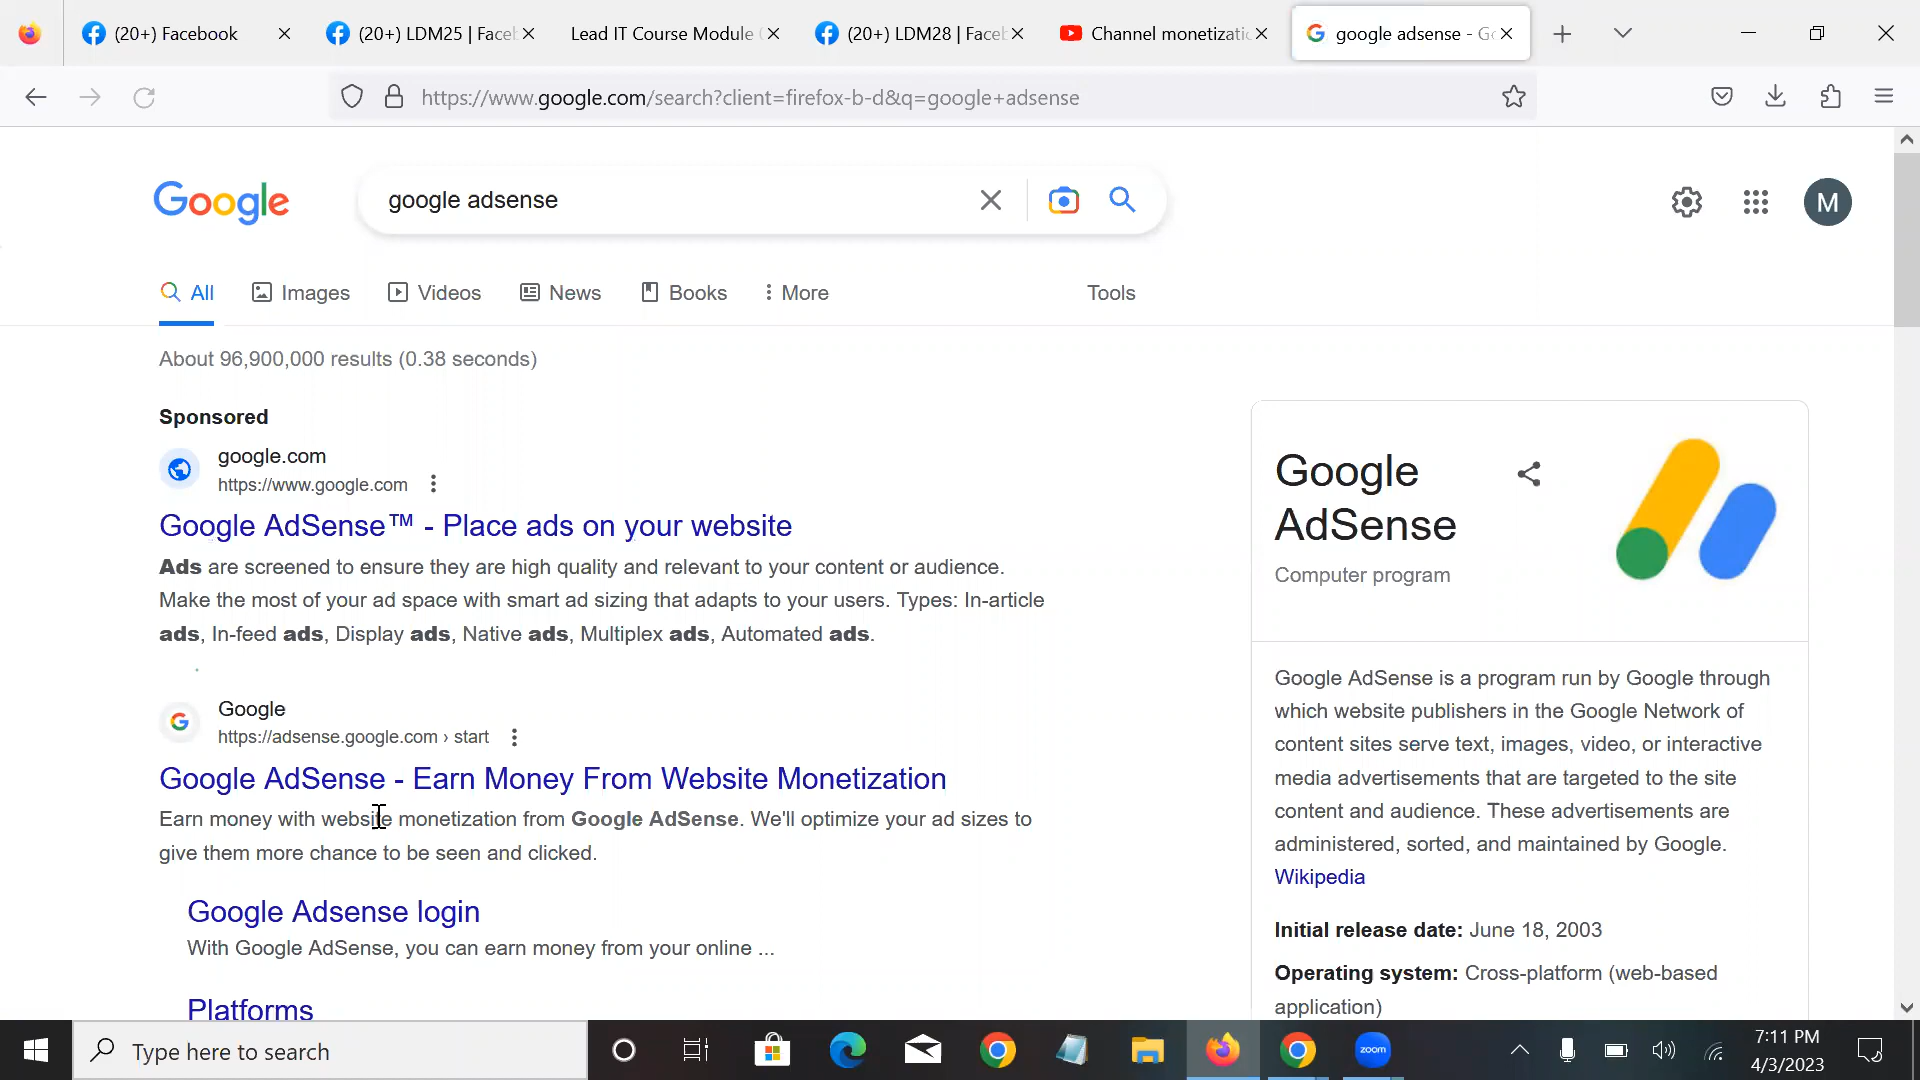 (20+) Facebook
(20+) LDM25 | Faceb
Lead IT Course Module
(20+) LDM28 | Faceb
Channel monetizati
google adsense - G
https://www.google.com/search?client=firefox-b-d&q=google+adsense
Google
google adsense
M
All
Images
Videos
News
Books
More
Tools
About 96,900,000 results (0.38 seconds)
Sponsored
google.com
https://www.google.com
Google AdSense™ - Place ads on your website
Ads are screened to ensure they are high quality and relevant to your content or audience.
Make the most of your ad space with smart ad sizing that adapts to your users. Types: In-article
ads, In-feed ads, Display ads, Native ads, Multiplex ads, Automated ads.
Google
https://adsense.google.com › start
Google AdSense - Earn Money From Website Monetization
Earn money with website monetization from Google AdSense. We'll optimize your ad sizes to
give them more chance to be seen and clicked.
Google Adsense login
With Google AdSense, you can earn money from your online ...
Platforms
Google
AdSense
Computer program
Google AdSense is a program run by Google through
which website publishers in the Google Network of
content sites serve text, images, video, or interactive
media advertisements that are targeted to the site
content and audience. These advertisements are
administered, sorted, and maintained by Google.
Wikipedia
Initial release date: June 18, 2003
Operating system: Cross-platform (web-based
application)
Type here to search
zoom
7:11 PM
4/3/2023